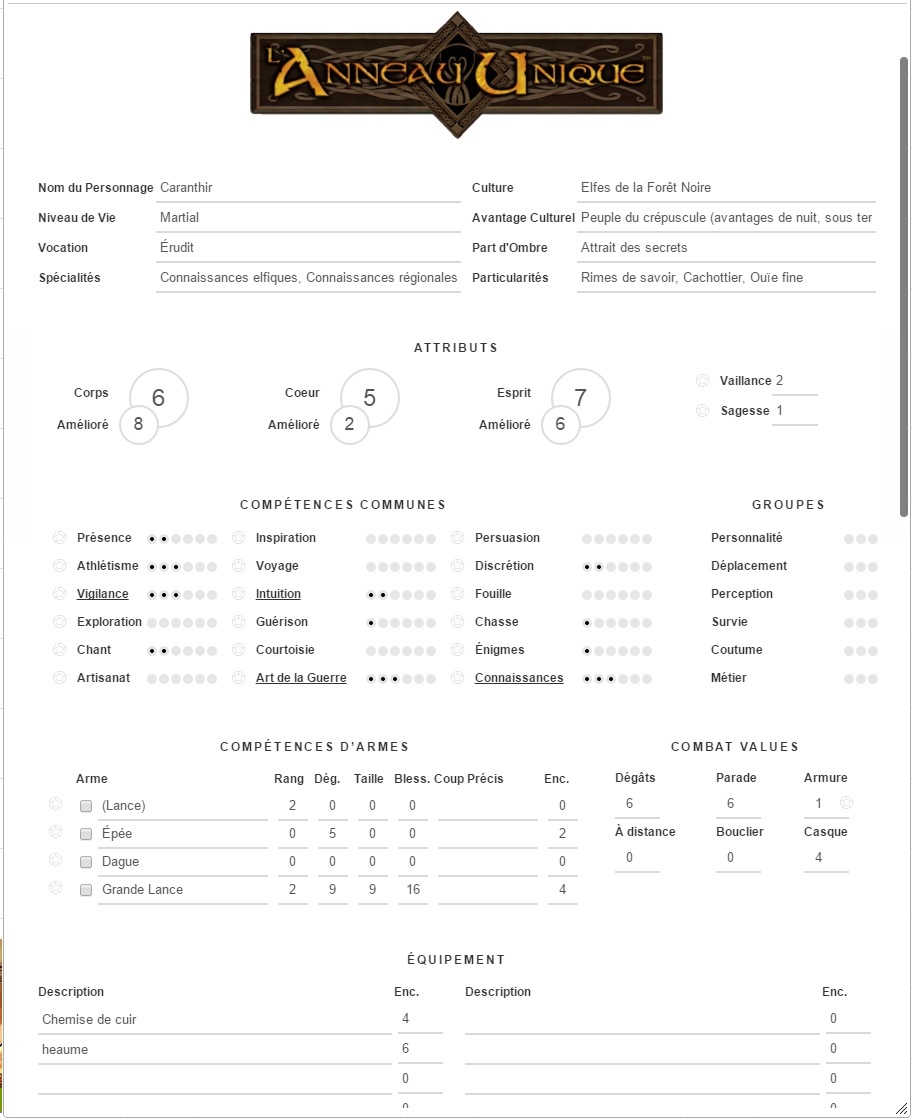 L'ANNEAU UNIQUE
Nom du Personnage Caranthir Culture Elfes de la Forêt Noire
Niveau de Vie Martial Avantage Culturel Peuple du crépuscule (avantages de nuit, sous ter
Vocation Érudit Part d'Ombre Attrait des secrets
Spécialités Connaissances elfiques, Connaissances régionales Particularités Rimes de savoir, Cachottier, Ouïe fine
ATTRIBUTS
Corps 6 Coeur 5 Esprit 7 Vaillance 2
Amélioré 8 Amélioré 2 Amélioré 6 Sagesse 1
COMPÉTENCES COMMUNES GROUPES
Présence Inspiration Persuasion Personnalité
Athlétisme Voyage Discrétion Déplacement
Vigilance Intuition Fouille Perception
Exploration Guérison Chasse Survie
Chant Courtoisie Énigmes Coutume
Artisanat Art de la Guerre Connaissances Métier
COMPÉTENCES D'ARMES COMBAT VALUES
Arme Rang Dég. Taille Bless. Coup Précis Enc. Dégâts Parade Armure
(Lance) 2 0 0 0 0 6 6 1
Épée 0 5 0 0 2 À distance Bouclier Casque
Dague 0 0 0 0 0 0 0 4
Grande Lance 2 9 9 16 4
ÉQUIPEMENT
Description Enc. Description Enc.
Chemise de cuir 4 0
heaume 6 0
0 0
0 0